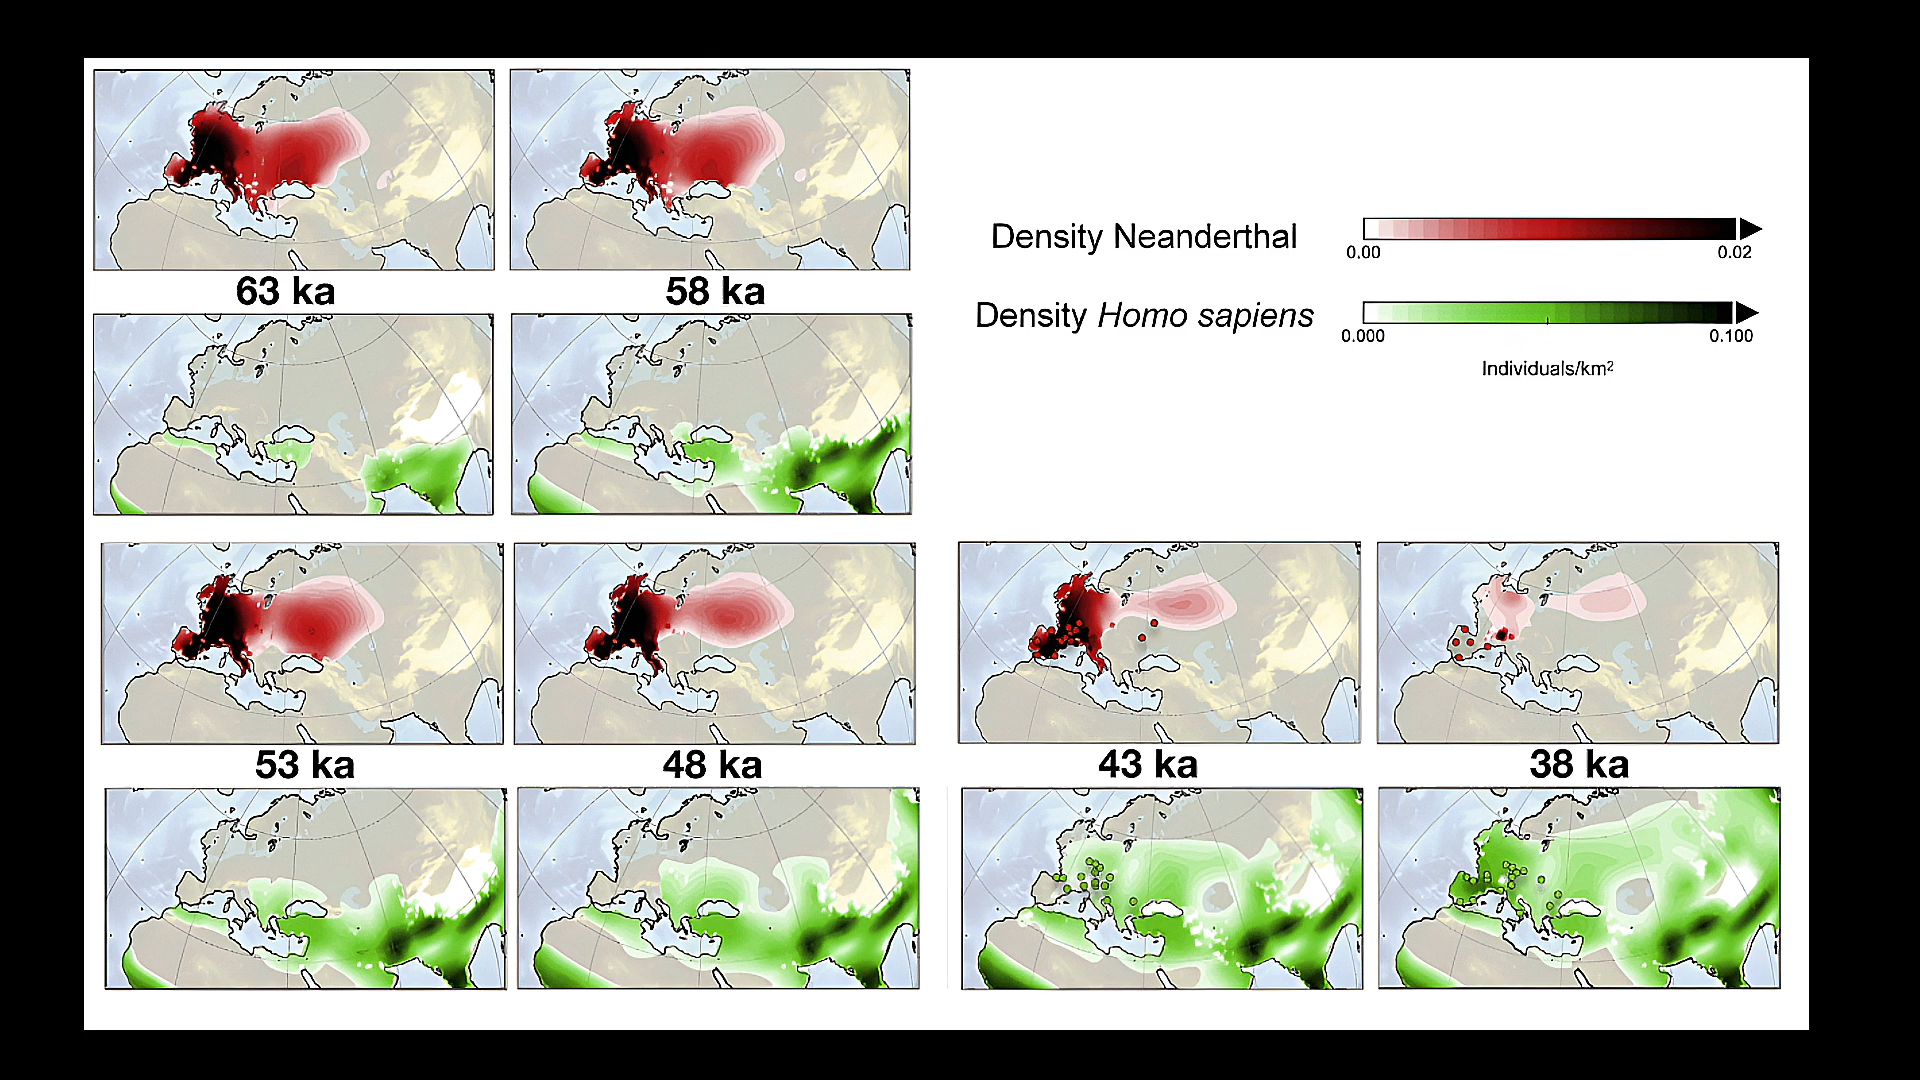 63 ka
58 ka
Density Neanderthal
0.00
0.02
Density Homo sapiens
0.000
0.100
Individuals/km²
53 ka
48 ka
43 ka
38 ka